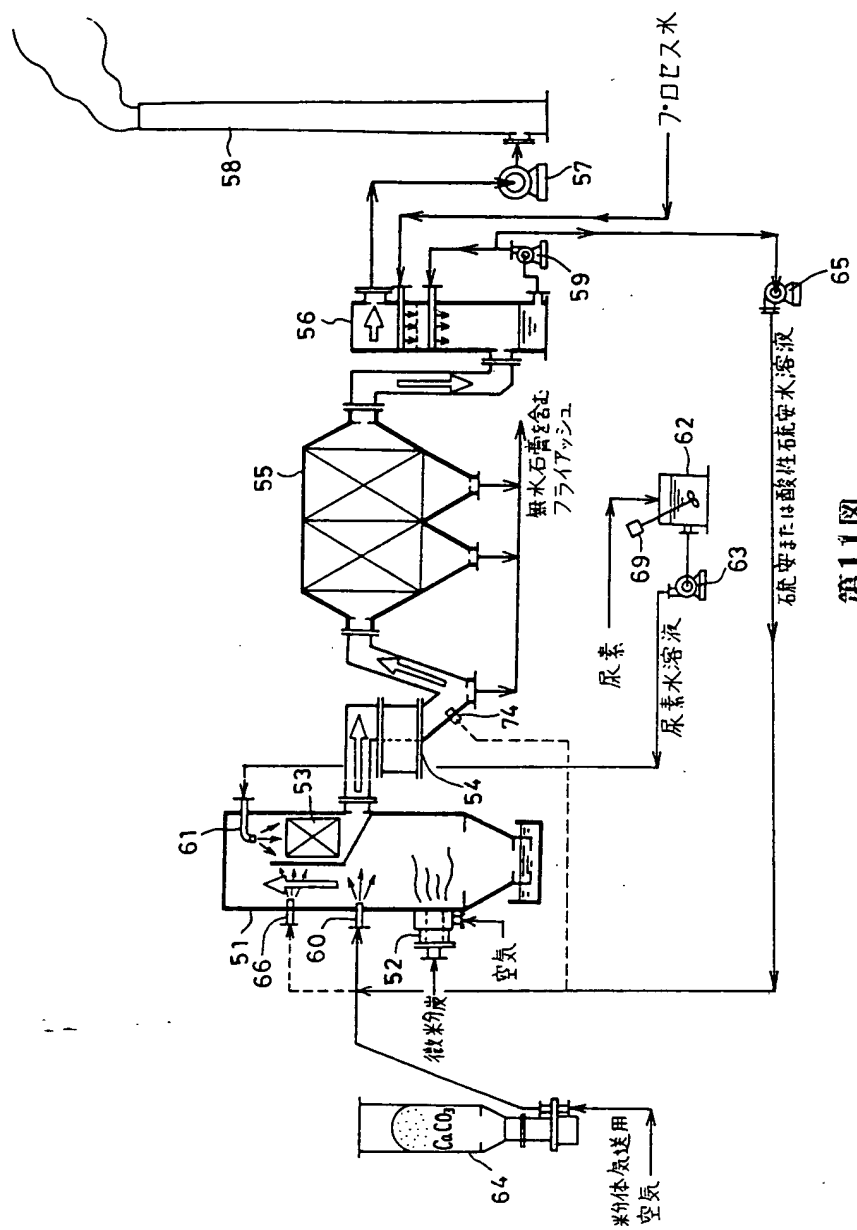 58
57
プロセス水
56
59
65
55
無水石膏を含む
フライアッシュ
硫安または酸性硫安水溶液
62
69
63
尿素
尿素水溶液
74
54
53
61
51
66
60
52
空気
微粉炭
CaCO₃
64
粉体気送用
空気
第11図